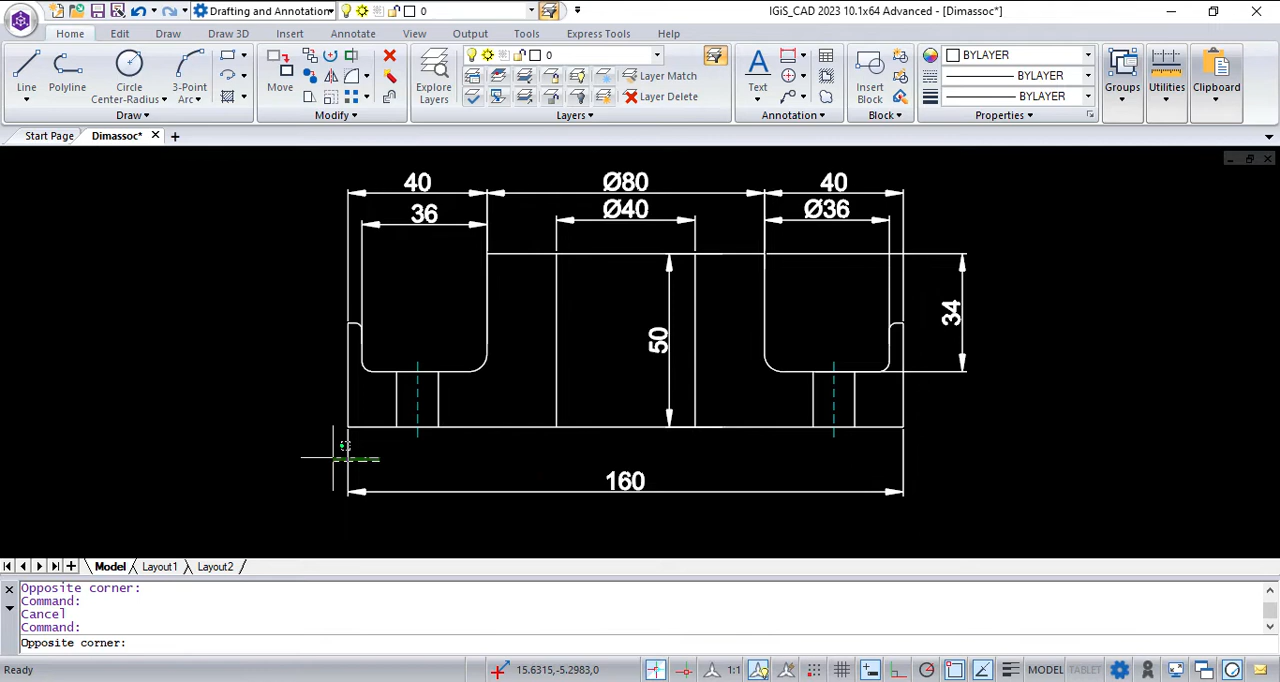 Drafting and Annotation
0
IGiS_CAD 2023 10.1x64 Advanced - [Dimassoc*]
Home Edit Draw Draw 3D Insert Annotate View Output Tools Express Tools Help
Line Polyline Circle Center-Radius 3-Point Arc
Draw
Move
Modify
Explore Layers
0
Layer Match
Layer Delete
Layers
Text
Annotation
Insert Block
Block
BYLAYER
BYLAYER
BYLAYER
Properties
Groups Utilities Clipboard
Start Page Dimassoc*
40 Ø80 40
36 Ø40 Ø36
34
50
160
Model Layout1 Layout2
Opposite corner:
Command:
Cancel
Command:
Opposite corner:
Ready 15.6315,-5.2983,0 1:1 MODEL TABLET